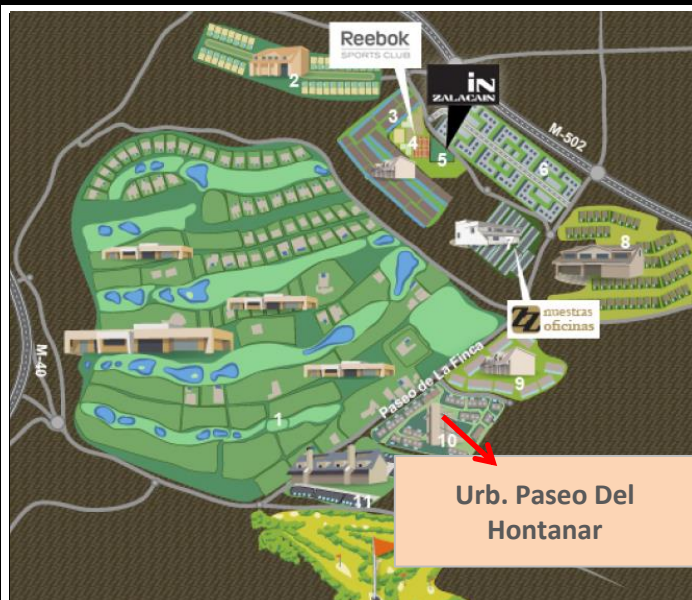 Reebok
SPORTS CLUB
2
in
ZALACAIN
3
4
5
M-502
6
7
8
nuestras
oficinas
M-40
Paseo de La Finca
9
1
10
11
Urb. Paseo Del
Hontanar